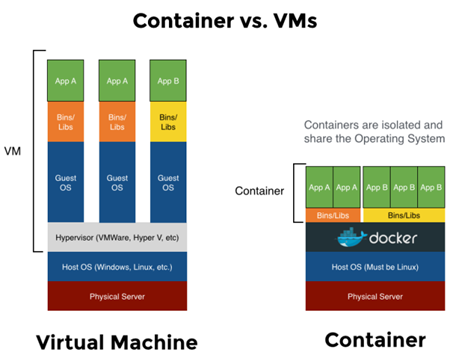 Container vs. VMs
VM
App A
App A
App B
Bins/
Libs
Bins/
Libs
Bins/
Libs
Guest
OS
Guest
OS
Guest
OS
Hypervisor (VMWare, Hyper V, etc)
Host OS (Windows, Linux, etc.)
Physical Server
Virtual Machine
Containers are isolated and
share the Operating System
Container
App A
App A
App B
App B
App B
Bins/Libs
Bins/Libs
docker
Host OS (Must be Linux)
Physical Server
Container